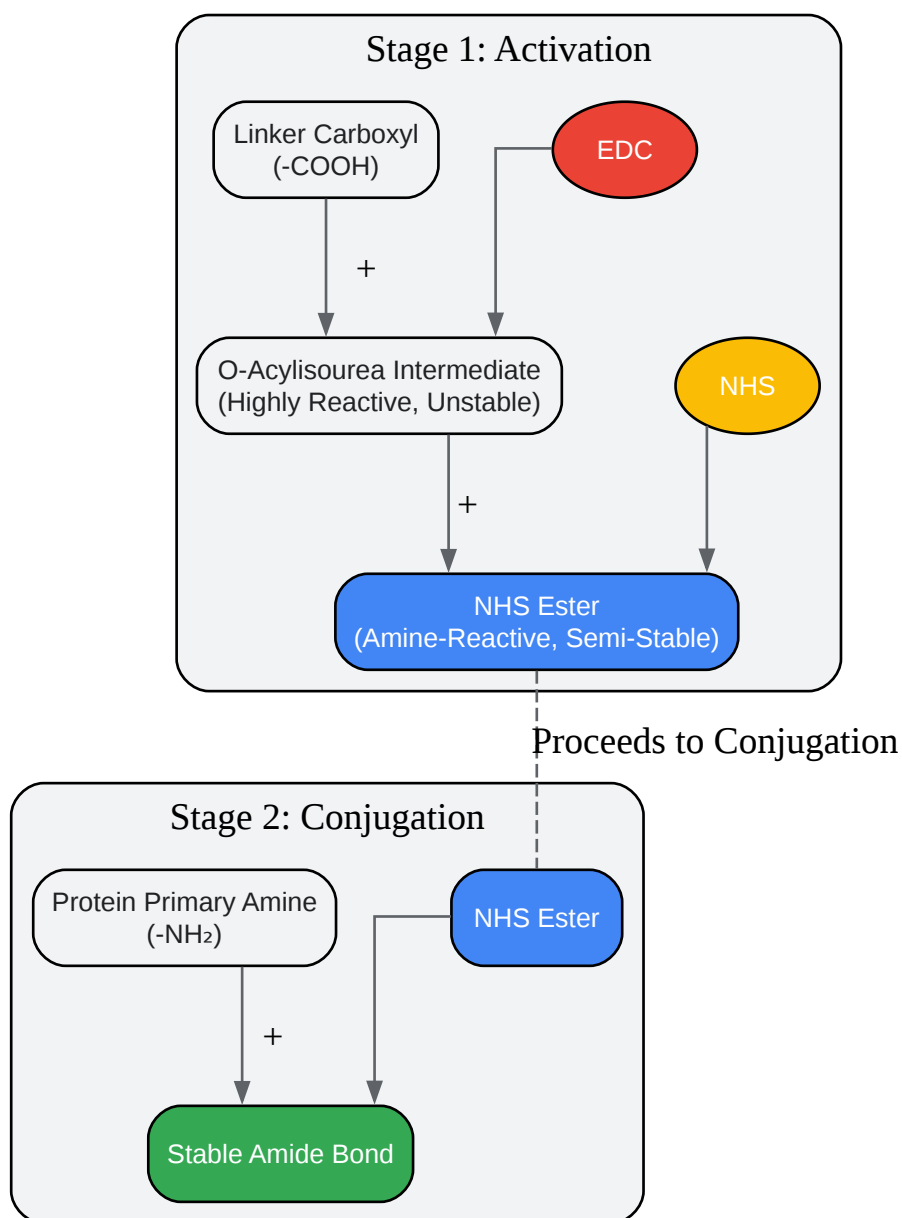 Stage 1: Activation
Linker Carboxyl
(-COOH)
EDC
+
O-Acylisourea Intermediate
(Highly Reactive, Unstable)
NHS
+
NHS Ester
(Amine-Reactive, Semi-Stable)
Proceeds to Conjugation
Stage 2: Conjugation
Protein Primary Amine
(-NH₂)
NHS Ester
+
Stable Amide Bond